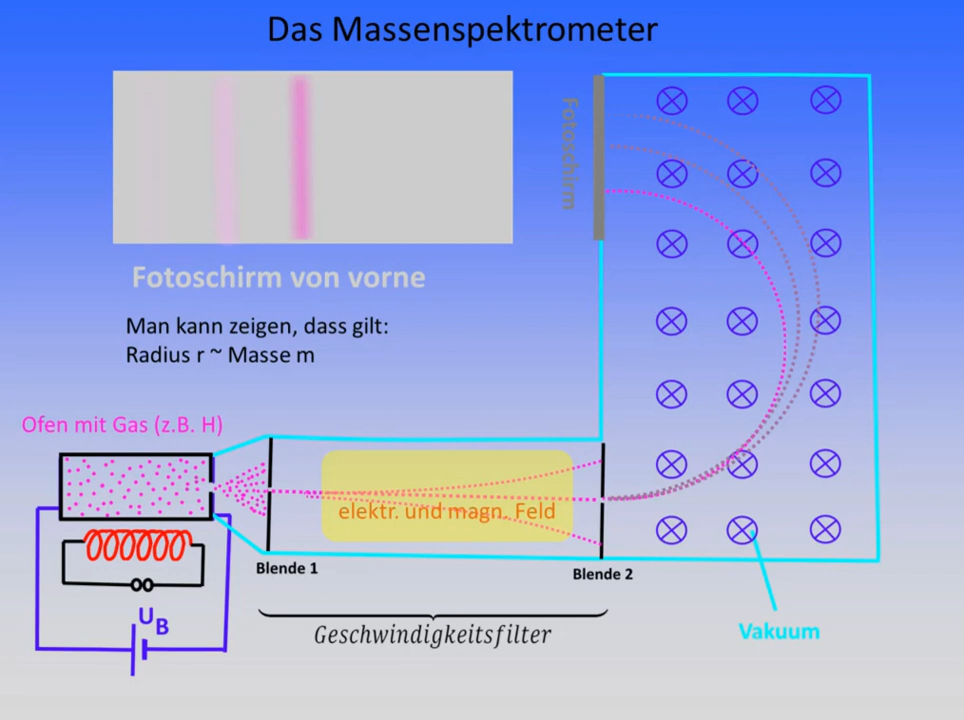 Das Massenspektrometer
Fotoschirm
Fotoschirm von vorne
Man kann zeigen, dass gilt:
Radius r ~ Masse m
Ofen mit Gas (z.B. H)
elektr. und magn. Feld
Blende 1
Blende 2
U_B
Geschwindigkeitsfilter
Vakuum